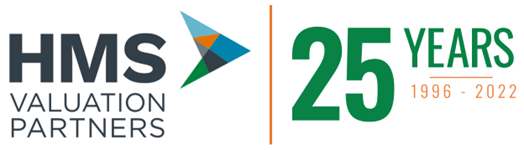 HMS
VALUATION
PARTNERS
25 YEARS
1996 - 2022